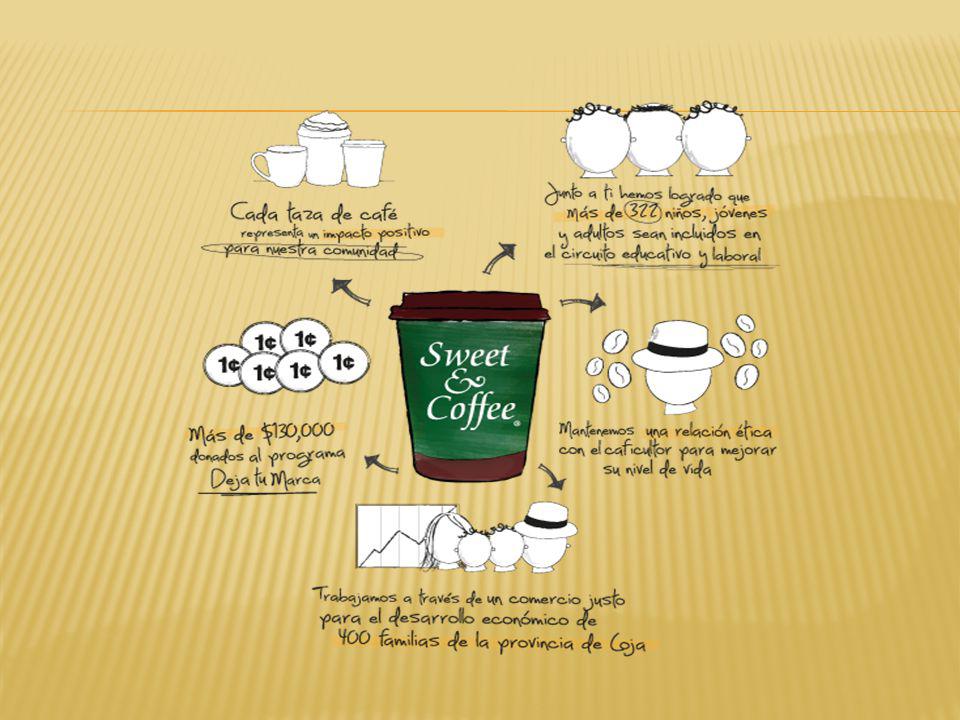 Cada taza de café
representa un impacto positivo
para nuestra comunidad
Junto a ti hemos logrado que
más de 322 niños, jóvenes
y adultos sean incluidos en
el circuito educativo y laboral
1¢ 1¢
1¢ 1¢ 1¢ 1¢
Más de $130,000
donados al programa
Deja tu Marca
Sweet
&
Coffee®
Mantenemos una relación ética
con el caficultor para mejorar
su nivel de vida
Trabajamos a través de un comercio justo
para el desarrollo económico de
400 familias de la provincia de Loja